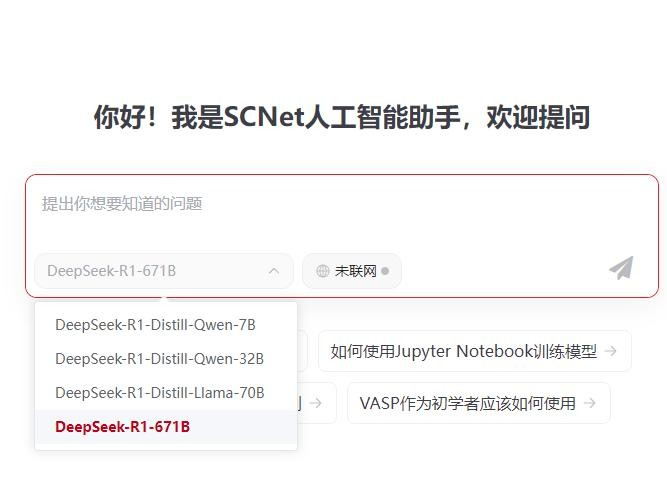 你好！我是SCNet人工智能助手，欢迎提问
提出你想要知道的问题
DeepSeek-R1-671B
未联网
DeepSeek-R1-Distill-Qwen-7B
DeepSeek-R1-Distill-Qwen-32B
DeepSeek-R1-Distill-Llama-70B
DeepSeek-R1-671B
如何使用Jupyter Notebook训练模型
VASP作为初学者应该如何使用